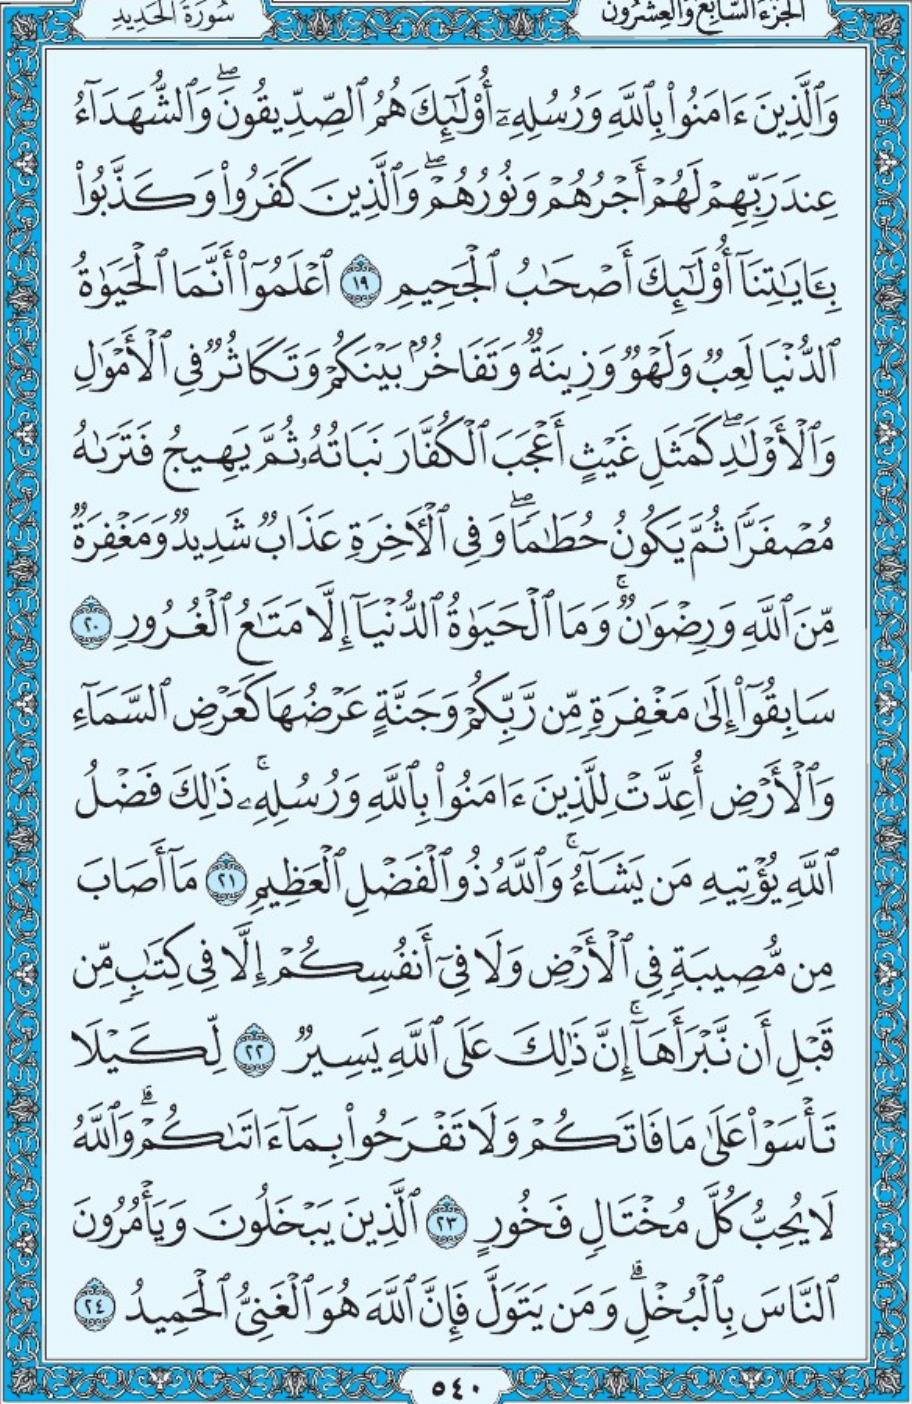 الجزء السابع والعشرون
سورة الحديد
وَٱلَّذِينَ ءَامَنُوا۟ بِٱللَّهِ وَرُسُلِهِۦٓ أُو۟لَٰٓئِكَ هُمُ ٱلصِّدِّيقُونَ ۖ وَٱلشُّهَدَآءُ
عِندَ رَبِّهِمْ لَهُمْ أَجْرُهُمْ وَنُورُهُمْ ۖ وَٱلَّذِينَ كَفَرُوا۟ وَكَذَّبُوا۟
بِـَٔايَٰتِنَآ أُو۟لَٰٓئِكَ أَصْحَٰبُ ٱلْجَحِيمِ ١٩ ٱعْلَمُوٓا۟ أَنَّمَا ٱلْحَيَوٰةُ
ٱلدُّنْيَا لَعِبٌ وَلَهْوٌ وَزِينَةٌ وَتَفَاخُرٌۢ بَيْنَكُمْ وَتَكَاثُرٌ فِى ٱلْأَمْوَٰلِ
وَٱلْأَوْلَٰدِ ۖ كَمَثَلِ غَيْثٍ أَعْجَبَ ٱلْكُفَّارَ نَبَاتُهُۥ ثُمَّ يَهِيجُ فَتَرَىٰهُ
مُصْفَرًّا ثُمَّ يَكُونُ حُطَٰمًا ۖ وَفِى ٱلْـَٔاخِرَةِ عَذَابٌ شَدِيدٌ وَمَغْفِرَةٌ
مِّنَ ٱللَّهِ وَرِضْوَٰنٌ ۚ وَمَا ٱلْحَيَوٰةُ ٱلدُّنْيَآ إِلَّا مَتَٰعُ ٱلْغُرُورِ ٢٠
سَابِقُوٓا۟ إِلَىٰ مَغْفِرَةٍ مِّن رَّبِّكُمْ وَجَنَّةٍ عَرْضُهَا كَعَرْضِ ٱلسَّمَآءِ
وَٱلْأَرْضِ أُعِدَّتْ لِلَّذِينَ ءَامَنُوا۟ بِٱللَّهِ وَرُسُلِهِۦ ۚ ذَٰلِكَ فَضْلُ
ٱللَّهِ يُؤْتِيهِ مَن يَشَآءُ ۚ وَٱللَّهُ ذُو ٱلْفَضْلِ ٱلْعَظِيمِ ٢١ مَآ أَصَابَ
مِن مُّصِيبَةٍ فِى ٱلْأَرْضِ وَلَا فِىٓ أَنفُسِكُمْ إِلَّا فِى كِتَٰبٍ مِّن
قَبْلِ أَن نَّبْرَأَهَآ ۚ إِنَّ ذَٰلِكَ عَلَى ٱللَّهِ يَسِيرٌ ٢٢ لِّكَيْلَا
تَأْسَوْا۟ عَلَىٰ مَا فَاتَكُمْ وَلَا تَفْرَحُوا۟ بِمَآ ءَاتَىٰكُمْ ۗ وَٱللَّهُ
لَا يُحِبُّ كُلَّ مُخْتَالٍ فَخُورٍ ٢٣ ٱلَّذِينَ يَبْخَلُونَ وَيَأْمُرُونَ
ٱلنَّاسَ بِٱلْبُخْلِ ۗ وَمَن يَتَوَلَّ فَإِنَّ ٱللَّهَ هُوَ ٱلْغَنِىُّ ٱلْحَمِيدُ ٢٤
٥٤٠